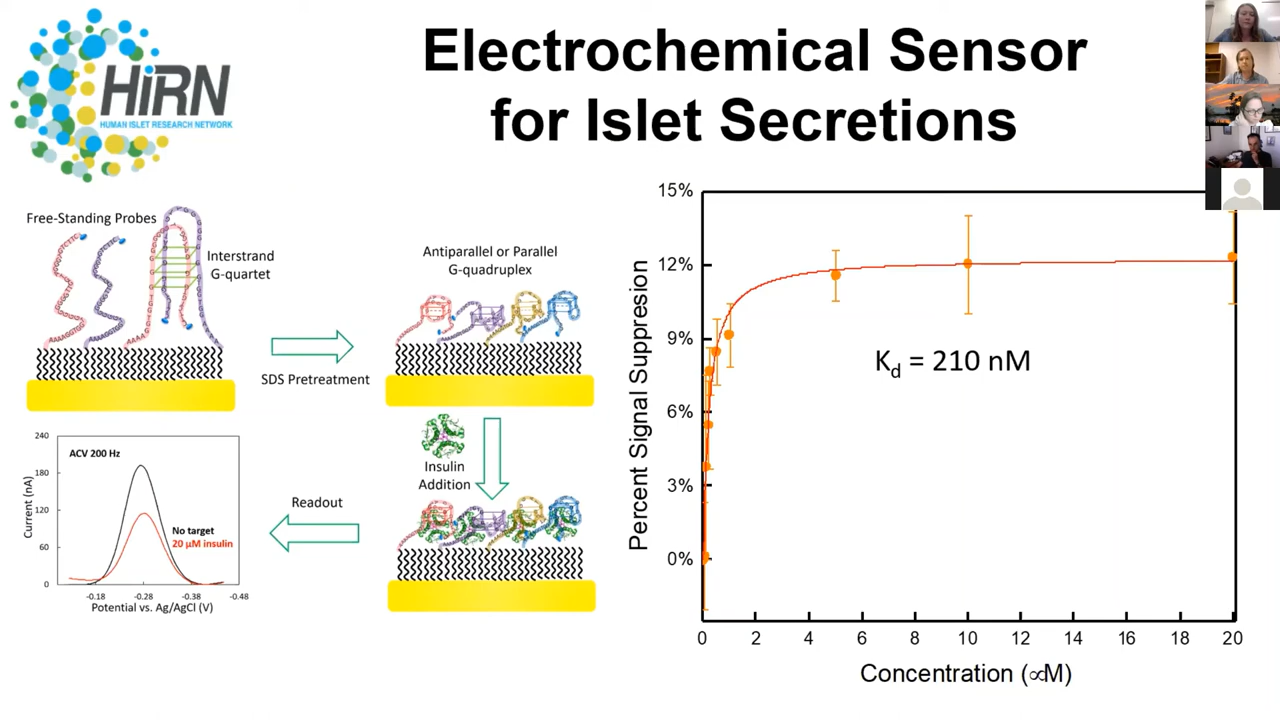 HiRN
HUMAN ISLET RESEARCH NETWORK
Electrochemical Sensor
for Islet Secretions
Free-Standing Probes
Interstrand
G-quartet
Antiparallel or Parallel
G-quadruplex
SDS Pretreatment
Insulin
Addition
Readout
ACV 200 Hz
No target
20 µM insulin
Current (nA)
240
180
120
60
0
-0.18
-0.28
-0.38
-0.48
Potential vs. Ag/AgCl (V)
Percent Signal Suppresion
15%
12%
9%
6%
3%
0%
K_d = 210 nM
0
2
4
6
8
10
12
14
16
18
20
Concentration (∝M)